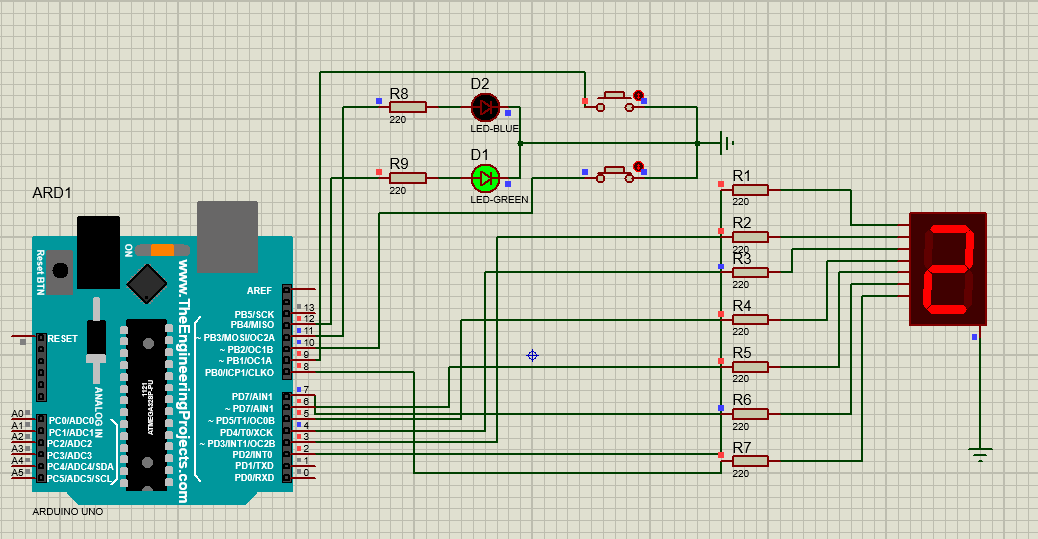 D2
R8
220
LED-BLUE
D1
R9
220
LED-GREEN
R1
220
R2
220
R3
220
R4
220
R5
220
R6
220
R7
220
ARD1
ON
Reset BTN
www.TheEngineeringProjects.com
AREF
PB5/SCK 13
PB4/MISO 12
~ PB3/MOSI/OC2A 11
~ PB2/OC1B 10
~ PB1/OC1A 9
PB0/ICP1/CLKO 8
PD7/AIN1 7
~ PD7/AIN1 6
~ PD5/T1/OC0B 5
PD4/T0/XCK 4
~ PD3/INT1/OC2B 3
PD2/INT0 2
PD1/TXD 1
PD0/RXD 0
RESET
1121
ATMEGA328P-PU
ANALOG IN
A0 PC0/ADC0
A1 PC1/ADC1
A2 PC2/ADC2
A3 PC3/ADC3
A4 PC4/ADC4/SDA
A5 PC5/ADC5/SCL
ARDUINO UNO
2